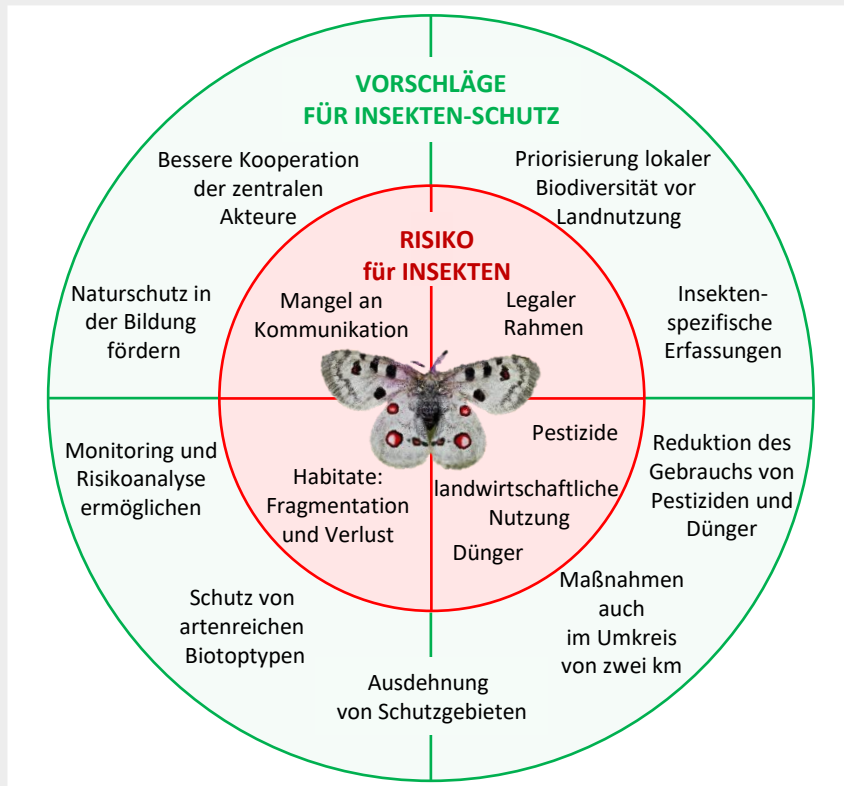 VORSCHLÄGE
FÜR INSEKTEN-SCHUTZ
Bessere Kooperation
der zentralen
Akteure
Priorisierung lokaler
Biodiversität vor
Landnutzung
RISIKO
für INSEKTEN
Naturschutz in
der Bildung
fördern
Mangel an
Kommunikation
Legaler
Rahmen
Insekten-
spezifische
Erfassungen
Monitoring und
Risikoanalyse
ermöglichen
Habitate:
Fragmentation
und Verlust
Pestizide
landwirtschaftliche
Nutzung
Dünger
Reduktion des
Gebrauchs von
Pestiziden und
Dünger
Schutz von
artenreichen
Biotoptypen
Ausdehnung
von Schutzgebieten
Maßnahmen
auch
im Umkreis
von zwei km